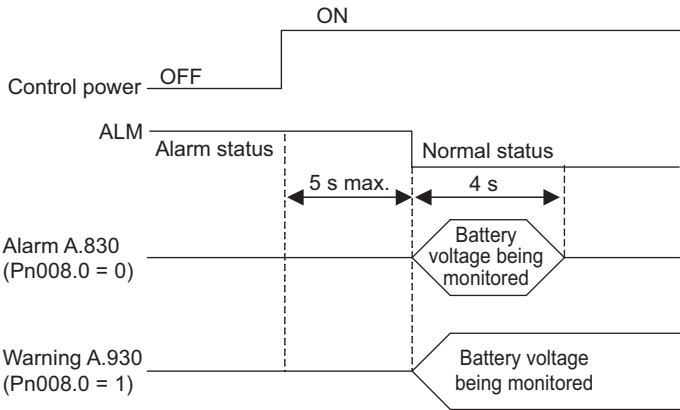 ON
OFF
Control power
ALM
Alarm status
Normal status
5 s max.
4 s
Alarm A.830
(Pn008.0 = 0)
Battery
voltage being
monitored
Warning A.930
(Pn008.0 = 1)
Battery voltage
being monitored